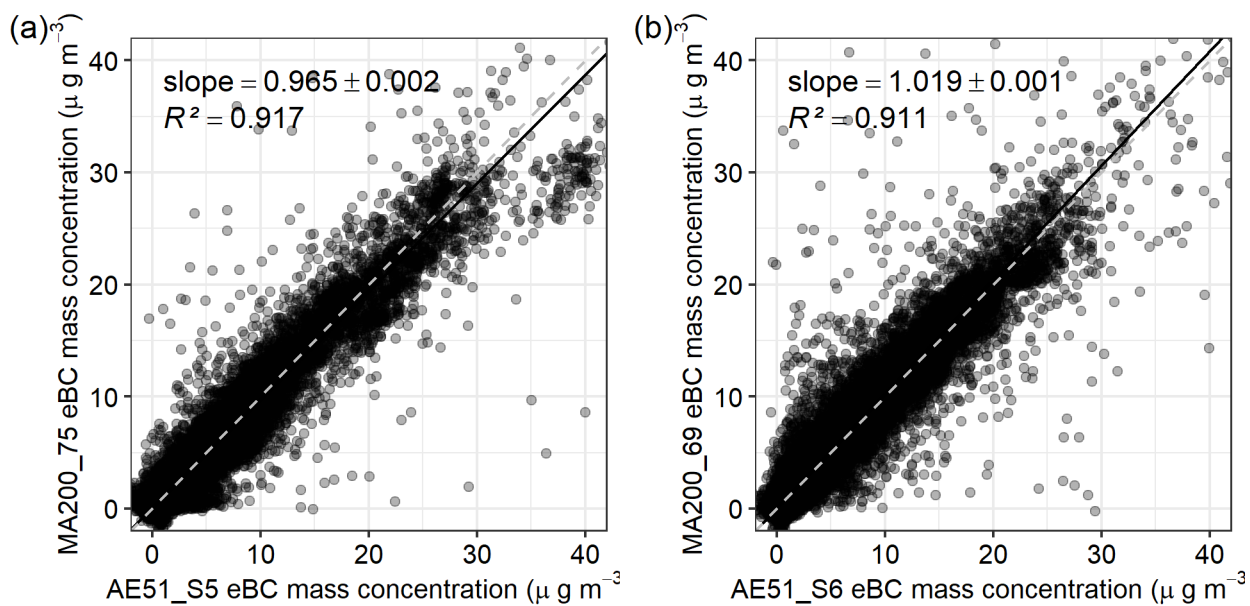 (a)
MA200_75 eBC mass concentration (μ g m⁻³)
40
30
20
10
0
slope = 0.965 ± 0.002
R² = 0.917
0 10 20 30 40
AE51_S5 eBC mass concentration (μ g m⁻³
(b)
MA200_69 eBC mass concentration (μ g m⁻³)
40
30
20
10
0
slope = 1.019 ± 0.001
R² = 0.911
0 10 20 30 40
AE51_S6 eBC mass concentration (μ g m⁻³